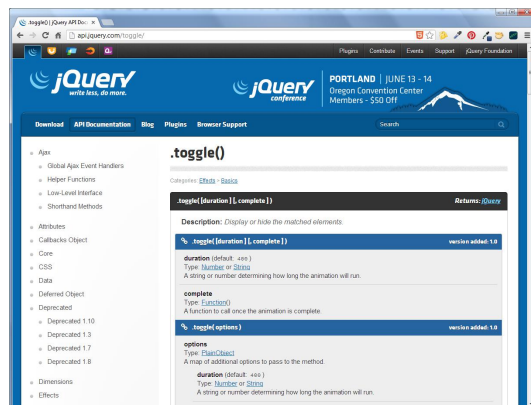 .toggle() | jQuery API Doc
api.jquery.com/toggle/
Plugins Contribute Events Support jQuery Foundation
jQuery
write less, do more.
jQuery
conference
PORTLAND | JUNE 13 - 14
Oregon Convention Center
Members - $50 Off
Download API Documentation Blog Plugins Browser Support
Search
Ajax
Global Ajax Event Handlers
Helper Functions
Low-Level Interface
Shorthand Methods
Attributes
Callbacks Object
Core
CSS
Data
Deferred Object
Deprecated
Deprecated 1.10
Deprecated 1.3
Deprecated 1.7
Deprecated 1.8
Dimensions
Effects
.toggle()
Categories: Effects > Basics
.toggle( [duration ] [, complete ] ) Returns: jQuery
Description: Display or hide the matched elements.
.toggle( [duration ] [, complete ] ) version added: 1.0
duration (default: 400)
Type: Number or String
A string or number determining how long the animation will run.
complete
Type: Function()
A function to call once the animation is complete.
.toggle( options ) version added: 1.0
options
Type: PlainObject
A map of additional options to pass to the method.
duration (default: 400)
Type: Number or String
A string or number determining how long the animation will run.